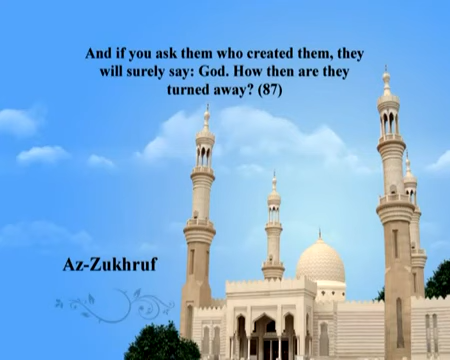 And if you ask them who created them, they
will surely say: God. How then are they
turned away? (87)
Az-Zukhruf